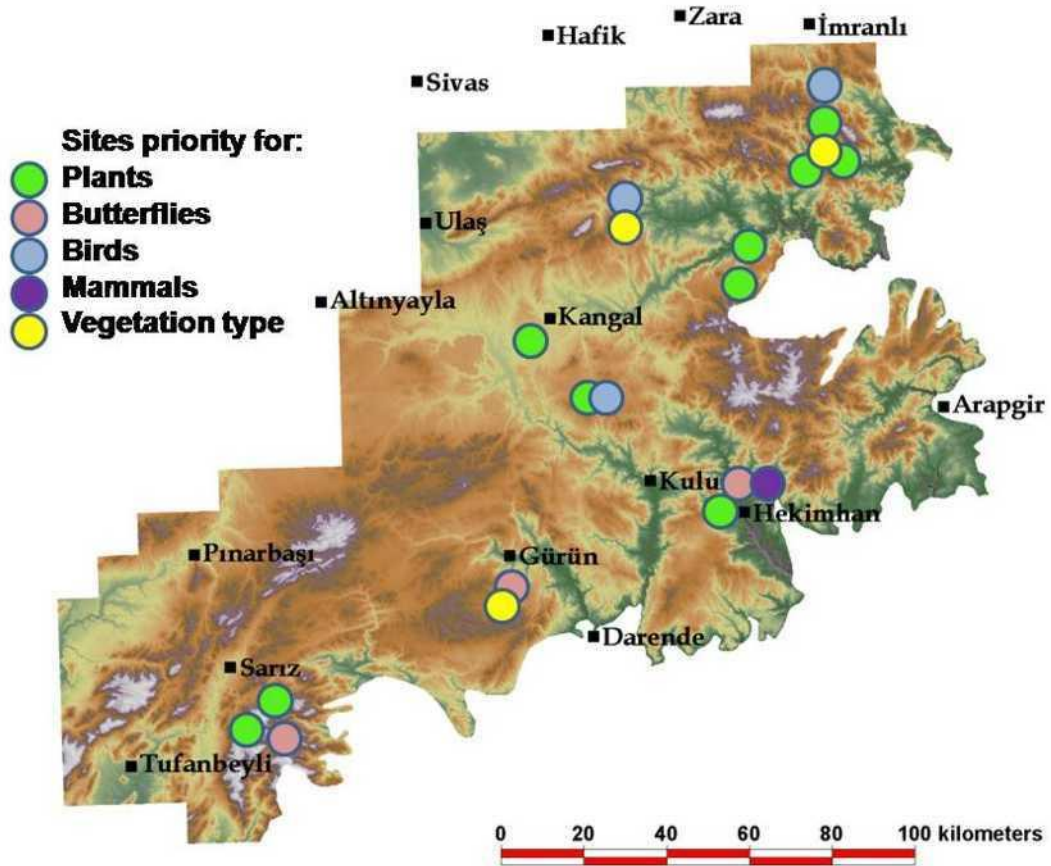 Zara
İmranlı
Hafik
Sivas
Sites priority for:
Plants
Butterflies
Birds
Mammals
Vegetation type
Ulaş
Altınyayla
Kangal
Arapgir
Kulu
Hekimhan
Pınarbaşı
Gürün
Darende
Sarız
Tufanbeyli
0 20 40 60 80 100 kilometers